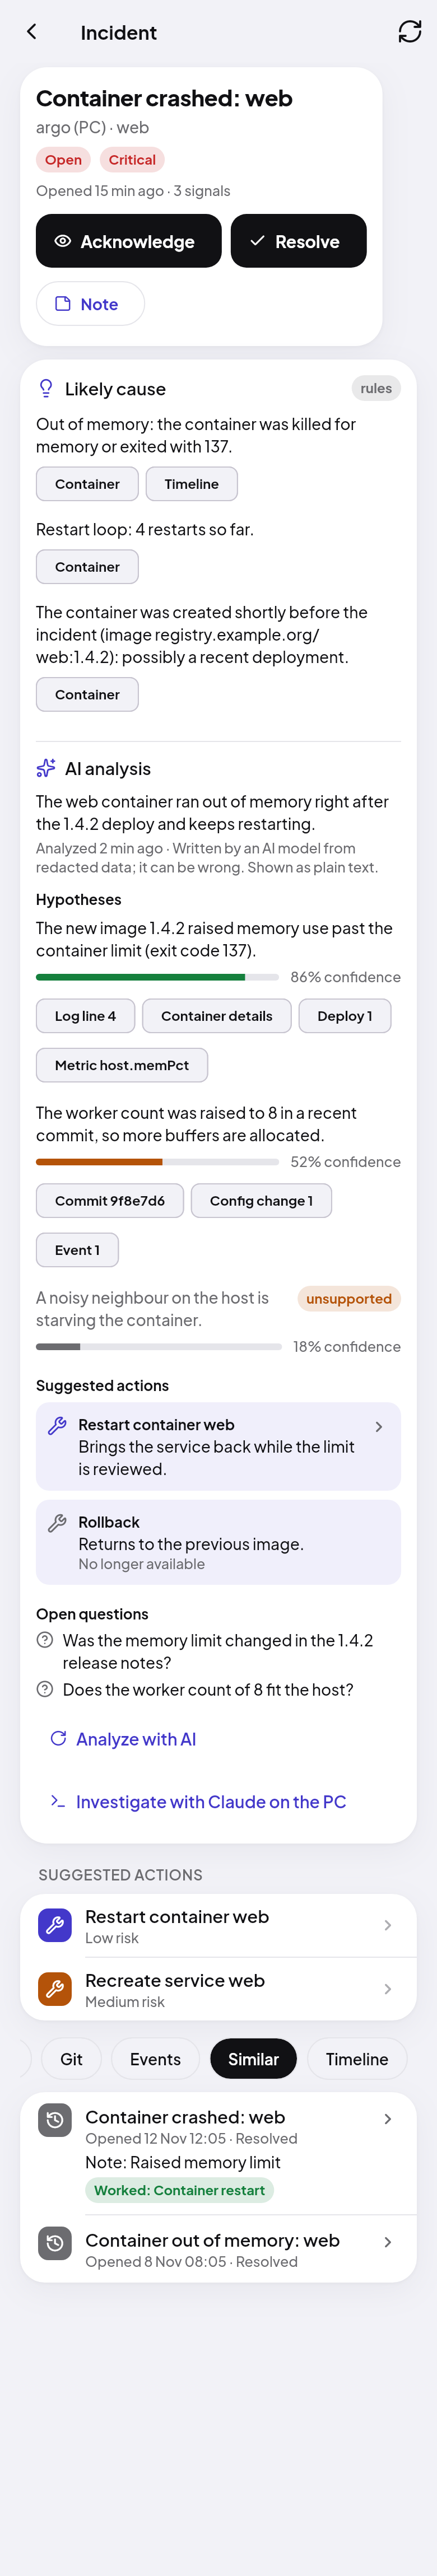 Incident
Container crashed: web
argo (PC) · web
Open Critical
Opened 15 min ago · 3 signals
Acknowledge Resolve
Note
Likely cause rules
Out of memory: the container was killed for
memory or exited with 137.
Container Timeline
Restart loop: 4 restarts so far.
Container
The container was created shortly before the
incident (image registry.example.org/
web:1.4.2): possibly a recent deployment.
Container
AI analysis
The web container ran out of memory right after
the 1.4.2 deploy and keeps restarting.
Analyzed 2 min ago · Written by an AI model from
redacted data; it can be wrong. Shown as plain text.
Hypotheses
The new image 1.4.2 raised memory use past the
container limit (exit code 137).
86% confidence
Log line 4 Container details Deploy 1
Metric host.memPct
The worker count was raised to 8 in a recent
commit, so more buffers are allocated.
52% confidence
Commit 9f8e7d6 Config change 1
Event 1
A noisy neighbour on the host is unsupported
starving the container.
18% confidence
Suggested actions
Restart container web
Brings the service back while the limit
is reviewed.
Rollback
Returns to the previous image.
No longer available
Open questions
Was the memory limit changed in the 1.4.2
release notes?
Does the worker count of 8 fit the host?
Analyze with AI
Investigate with Claude on the PC
SUGGESTED ACTIONS
Restart container web
Low risk
Recreate service web
Medium risk
Git Events Similar Timeline
Container crashed: web
Opened 12 Nov 12:05 · Resolved
Note: Raised memory limit
Worked: Container restart
Container out of memory: web
Opened 8 Nov 08:05 · Resolved